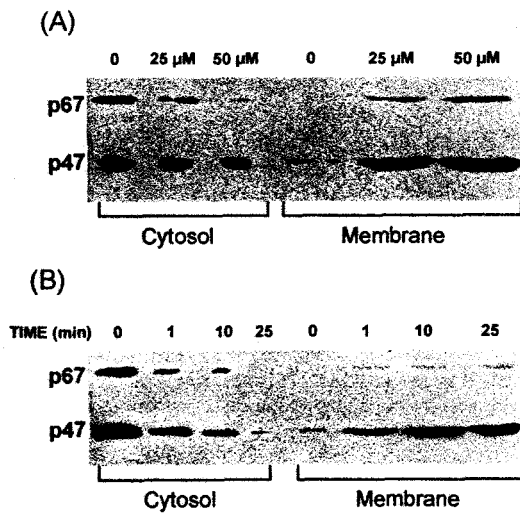 (A)
0 25 µM 50 µM 0 25 µM 50 µM
p67
p47
Cytosol Membrane
(B)
TIME (min) 0 1 10 25 0 1 10 25
p67
p47
Cytosol Membrane